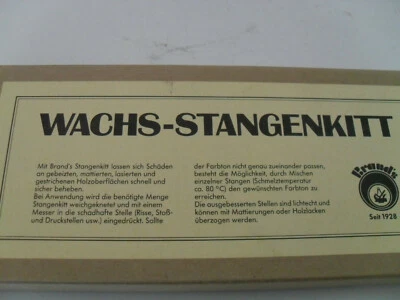 WACHS-STANGENKITT
Mit Brand's Stangenkitt lassen sich Schäden
an gebeizten, mattierten, lasierten und
gestrichenen Holzoberflächen schnell und
sicher beheben.
Bei Anwendung wird die benötigte Menge
Stangenkitt weichgeknetet und mit einem
Messer in die schadhafte Stelle (Risse, Stoß-
und Druckstellen usw.) eingedrückt. Sollte
der Farbton nicht genau zueinander passen,
besteht die Möglichkeit, durch Mischen
einzelner Stangen (Schmelztemperatur
ca. 80 °C) den gewünschten Farbton zu
erreichen.
Die ausgebesserten Stellen sind lichtecht und
können mit Mattierungen oder Holzlacken
überzogen werden.
Brand's
Seit 1928